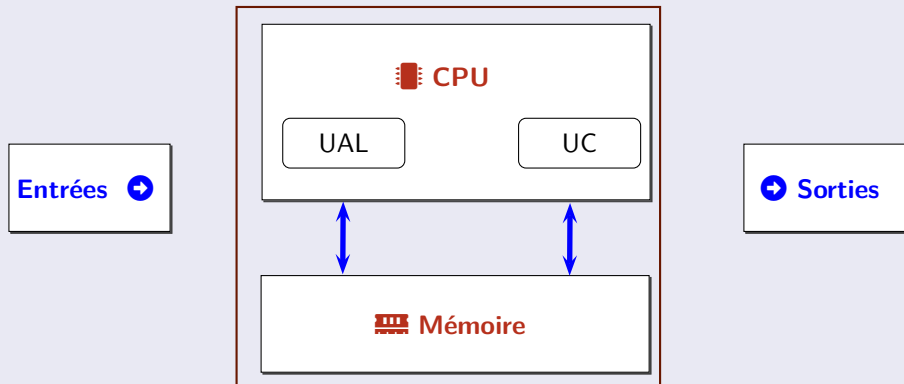 CPU
UAL
UC
Entrées
Sorties
Mémoire